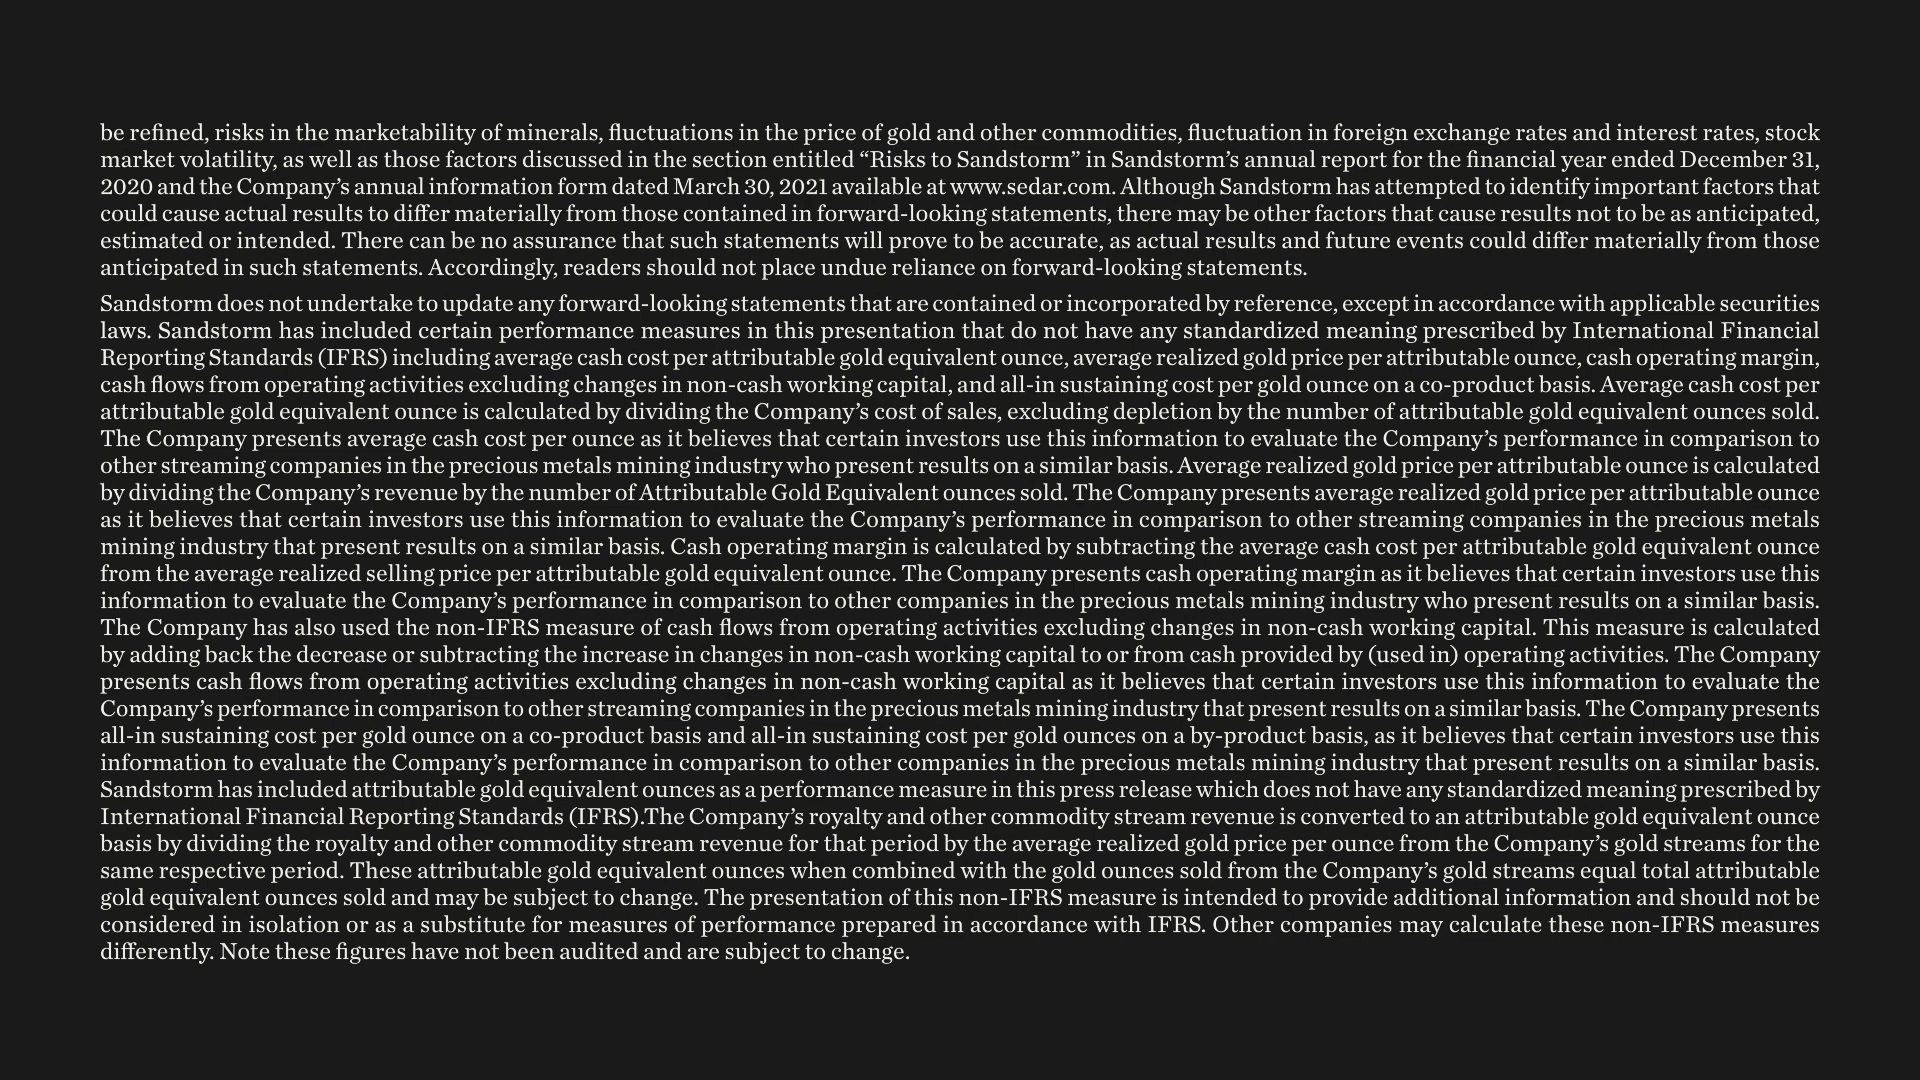 be refined, risks in the marketability of minerals, fluctuations in the price of gold and other commodities, fluctuation in foreign exchange rates and interest rates, stock
market volatility, as well as those factors discussed in the section entitled “Risks to Sandstorm” in Sandstorm’s annual report for the financial year ended December 31,
2020 and the Company’s annual information form dated March 30, 2021 available at www.sedar.com. Although Sandstorm has attempted to identify important factors that
could cause actual results to differ materially from those contained in forward-looking statements, there may be other factors that cause results not to be as anticipated,
estimated or intended. There can be no assurance that such statements will prove to be accurate, as actual results and future events could differ materially from those
anticipated in such statements. Accordingly, readers should not place undue reliance on forward-looking statements.
Sandstorm does not undertake to update any forward-looking statements that are contained or incorporated by reference, except in accordance with applicable securities
laws. Sandstorm has included certain performance measures in this presentation that do not have any standardized meaning prescribed by International Financial
Reporting Standards (IFRS) including average cash cost per attributable gold equivalent ounce, average realized gold price per attributable ounce, cash operating margin,
cash flows from operating activities excluding changes in non-cash working capital, and all-in sustaining cost per gold ounce on a co-product basis. Average cash cost per
attributable gold equivalent ounce is calculated by dividing the Company’s cost of sales, excluding depletion by the number of attributable gold equivalent ounces sold.
The Company presents average cash cost per ounce as it believes that certain investors use this information to evaluate the Company’s performance in comparison to
other streaming companies in the precious metals mining industry who present results on a similar basis. Average realized gold price per attributable ounce is calculated
by dividing the Company’s revenue by the number of Attributable Gold Equivalent ounces sold. The Company presents average realized gold price per attributable ounce
as it believes that certain investors use this information to evaluate the Company’s performance in comparison to other streaming companies in the precious metals
mining industry that present results on a similar basis. Cash operating margin is calculated by subtracting the average cash cost per attributable gold equivalent ounce
from the average realized selling price per attributable gold equivalent ounce. The Company presents cash operating margin as it believes that certain investors use this
information to evaluate the Company’s performance in comparison to other companies in the precious metals mining industry who present results on a similar basis.
The Company has also used the non-IFRS measure of cash flows from operating activities excluding changes in non-cash working capital. This measure is calculated
by adding back the decrease or subtracting the increase in changes in non-cash working capital to or from cash provided by (used in) operating activities. The Company
presents cash flows from operating activities excluding changes in non-cash working capital as it believes that certain investors use this information to evaluate the
Company’s performance in comparison to other streaming companies in the precious metals mining industry that present results on a similar basis. The Company presents
all-in sustaining cost per gold ounce on a co-product basis and all-in sustaining cost per gold ounces on a by-product basis, as it believes that certain investors use this
information to evaluate the Company’s performance in comparison to other companies in the precious metals mining industry that present results on a similar basis.
Sandstorm has included attributable gold equivalent ounces as a performance measure in this press release which does not have any standardized meaning prescribed by
International Financial Reporting Standards (IFRS).The Company’s royalty and other commodity stream revenue is converted to an attributable gold equivalent ounce
basis by dividing the royalty and other commodity stream revenue for that period by the average realized gold price per ounce from the Company’s gold streams for the
same respective period. These attributable gold equivalent ounces when combined with the gold ounces sold from the Company’s gold streams equal total attributable
gold equivalent ounces sold and may be subject to change. The presentation of this non-IFRS measure is intended to provide additional information and should not be
considered in isolation or as a substitute for measures of performance prepared in accordance with IFRS. Other companies may calculate these non-IFRS measures
differently. Note these figures have not been audited and are subject to change.